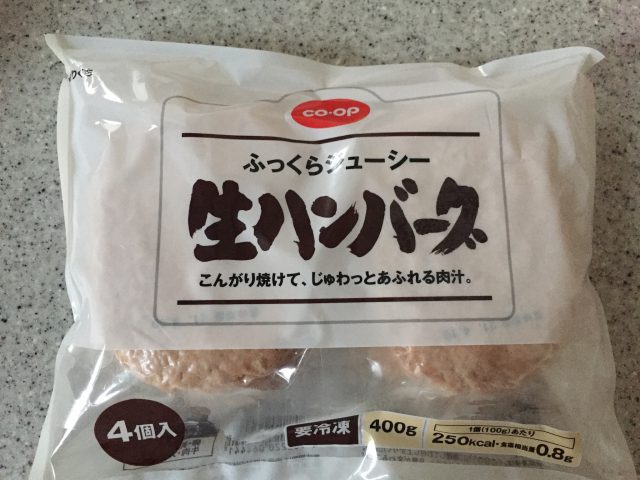 CO·OP
ふっくらジューシー
生ハンバーグ
こんがり焼けて、じゅわっとあふれる肉汁。
4個入
要冷凍
400g
1個(100g)あたり
250kcal・食塩相当量0.8g